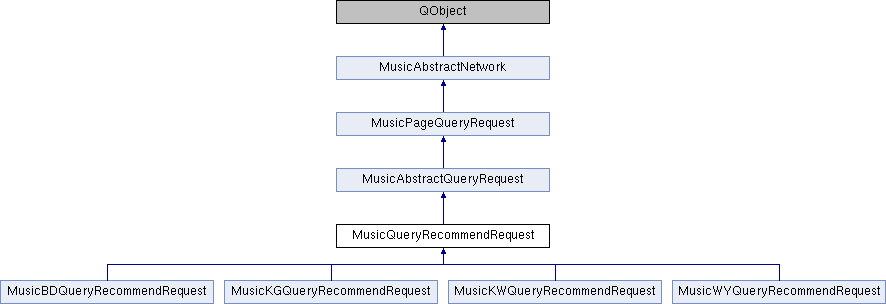 QObject
MusicAbstractNetwork
MusicPageQueryRequest
MusicAbstractQueryRequest
MusicQueryRecommendRequest
MusicBDQueryRecommendRequest MusicKGQueryRecommendRequest MusicKWQueryRecommendRequest MusicWYQueryRecommendRequest